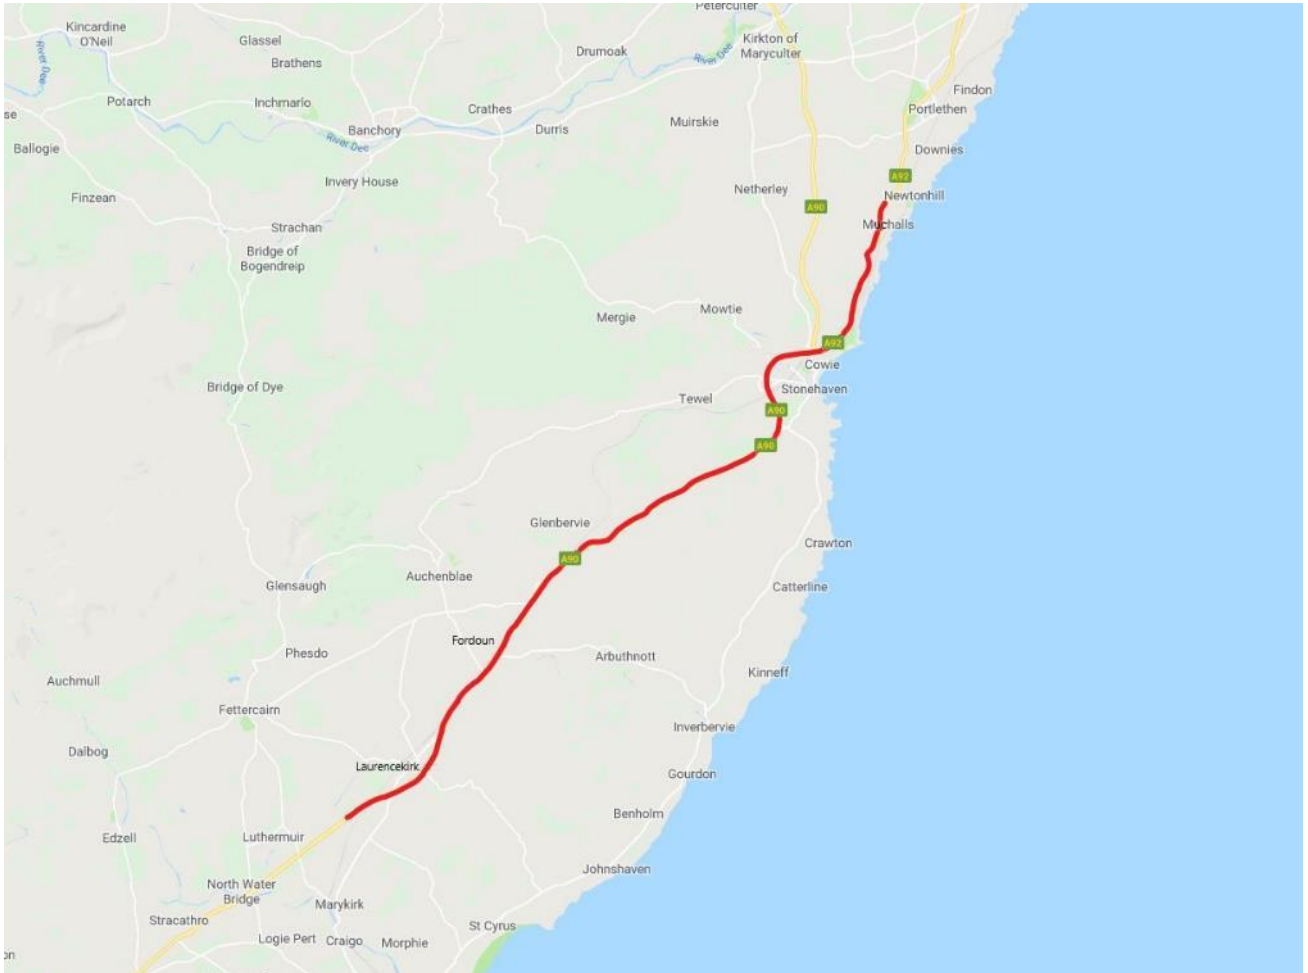 Peterculter
Kincardine
O'Neil
Glassel
Brathens
Drumoak
River Dee
Kirkton of
Maryculter
River Dee
Potarch
Inchmarlo
Crathes
Findon
Portlethen
se
Banchory
River Dee
Durris
Muirskie
Ballogie
Downies
Invery House
Netherley
A92
Newtonhill
Finzean
A90
Strachan
Muchalls
Bridge of
Bogendreip
Mergie
Mowtie
A92
Cowie
Bridge of Dye
Tewel
Stonehaven
A90
A90
Glenbervie
Crawton
A90
Auchenblae
Glensaugh
Catterline
Fordoun
Phesdo
Arbuthnott
Auchmull
Kinneff
Fettercairn
Inverbervie
Dalbog
Laurencekirk
Gourdon
Benholm
Edzell
Luthermuir
Johnshaven
North Water
Bridge
Marykirk
Stracathro
St Cyrus
Logie Pert
Craigo
Morphie
on